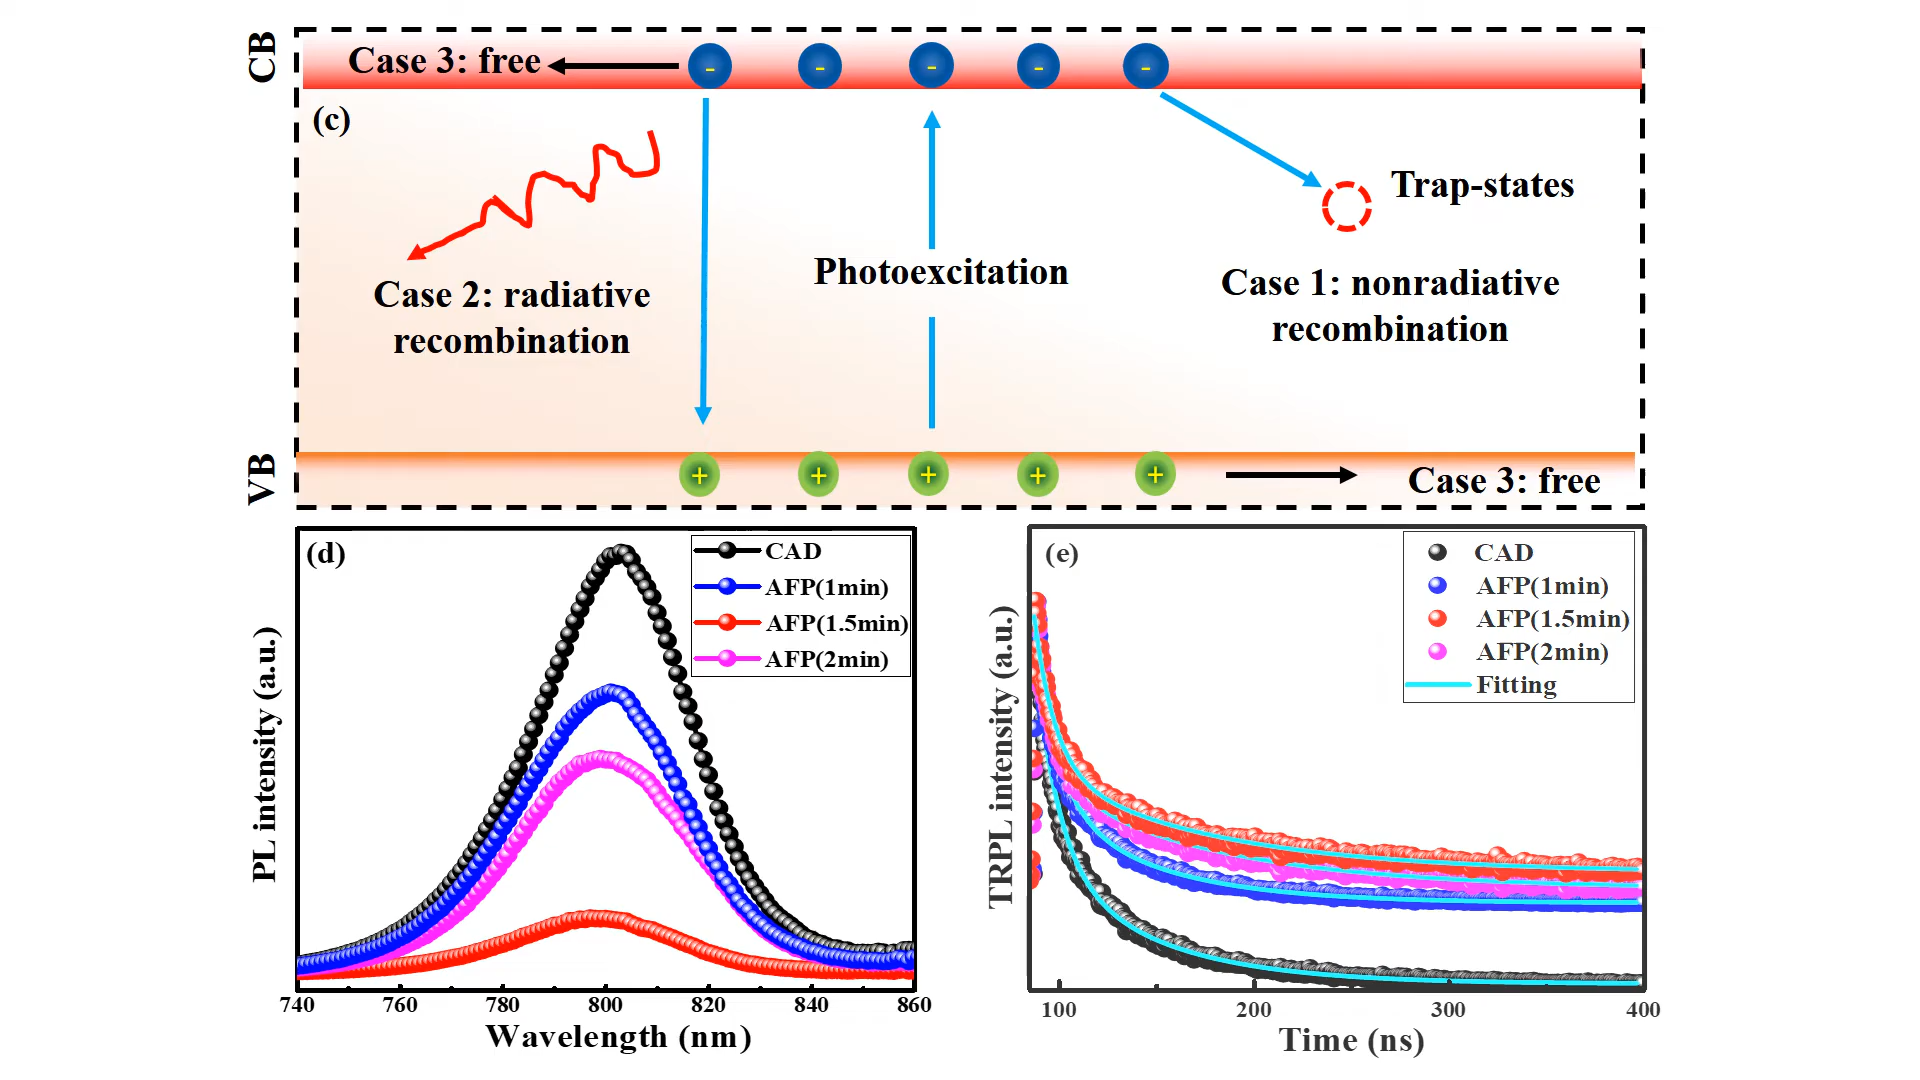 CB
Case 3: free
- - - - -
(c)
Trap-states
Photoexcitation
Case 2: radiative
recombination
Case 1: nonradiative
recombination
VB
+ + + + +
Case 3: free
(d)
CAD
AFP(1min)
AFP(1.5min)
AFP(2min)
PL intensity (a.u.)
740 760 780 800 820 840 860
Wavelength (nm)
(e)
CAD
AFP(1min)
AFP(1.5min)
AFP(2min)
Fitting
TRPL intensity (a.u.)
100 200 300 400
Time (ns)